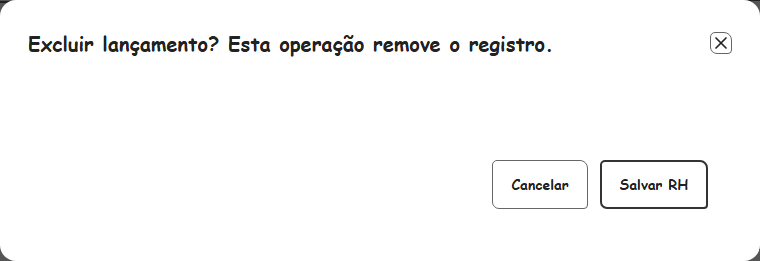 Excluir lançamento? Esta operação remove o registro.
Cancelar
Salvar RH